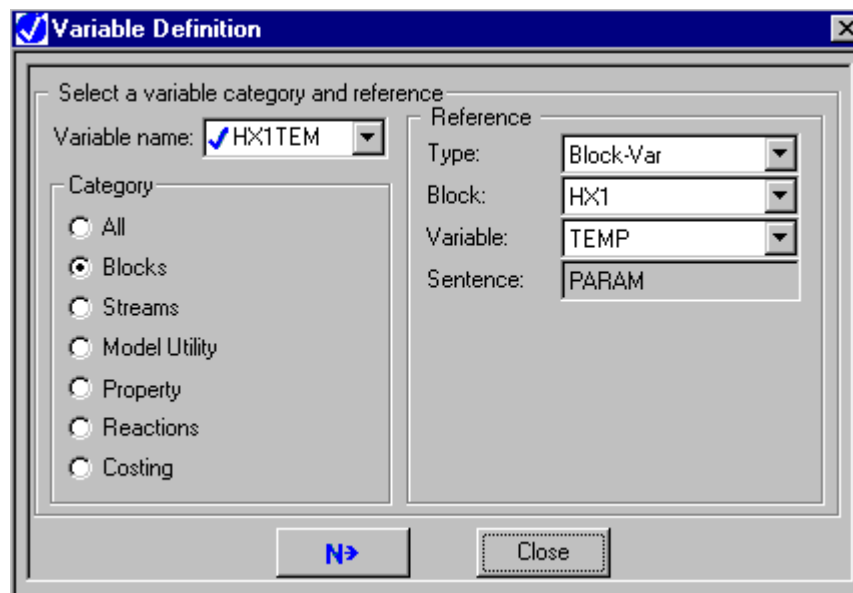 Variable Definition
Select a variable category and reference
Variable name: HX1TEM
Category
All
Blocks
Streams
Model Utility
Property
Reactions
Costing
Reference
Type: Block-Var
Block: HX1
Variable: TEMP
Sentence: PARAM
N
Close